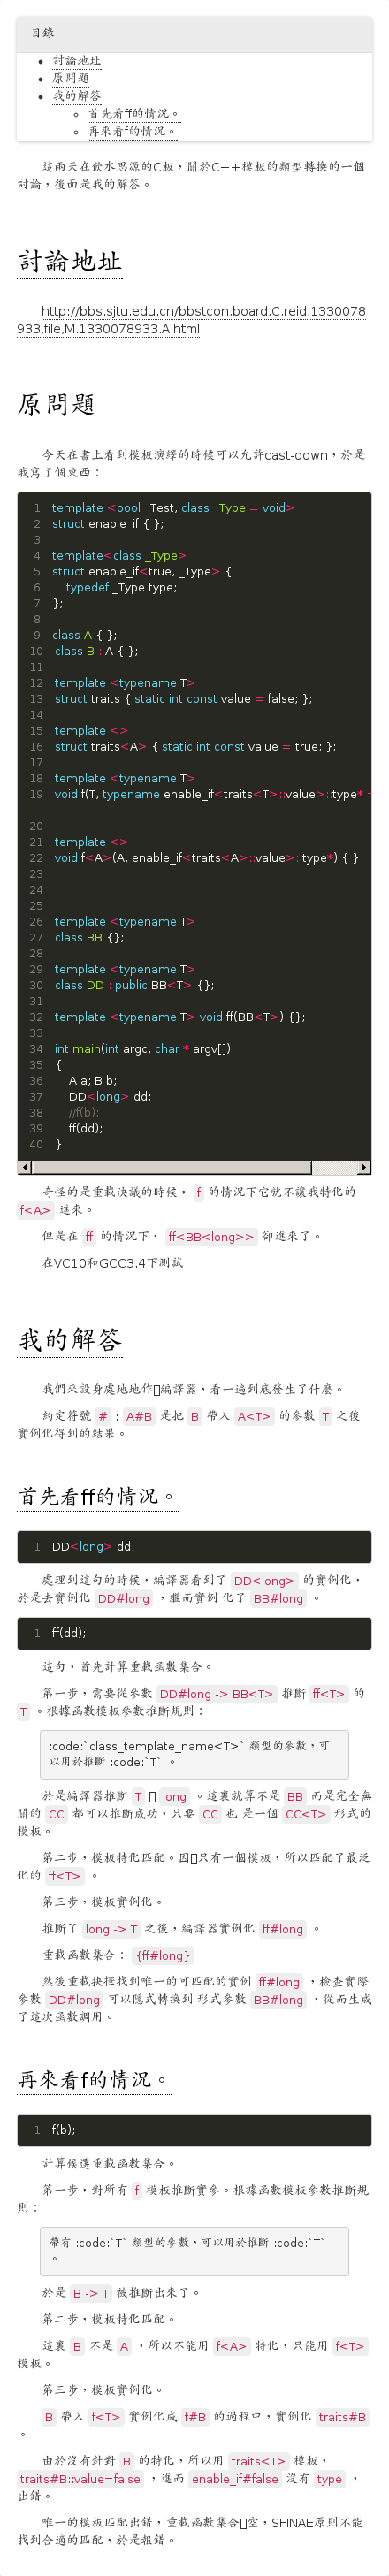 目錄
討論地址
原問題
我的解答
首先看ff的情況。
再來看f的情況。
這兩天在飲水思源的C板，關於C++模板的類型轉換的一個
討論，後面是我的解答。
討論地址
http://bbs.sjtu.edu.cn/bbstcon,board,C,reid,1330078
933,file,M.1330078933.A.html
原問題
今天在書上看到模板演繹的時候可以允許cast-down，於是
我寫了個東西：
1 template <bool _Test, class _Type = void>
2 struct enable_if { };
3
4 template<class _Type>
5 struct enable_if<true, _Type> {
6 typedef _Type type;
7 };
8
9 class A { };
10 class B : A { };
11
12 template <typename T>
13 struct traits { static int const value = false; };
14
15 template <>
16 struct traits<A> { static int const value = true; };
17
18 template <typename T>
19 void f(T, typename enable_if<traits<T>::value>::type* =
20
21 template <>
22 void f<A>(A, enable_if<traits<A>::value>::type*) { }
23
24
25
26 template <typename T>
27 class BB {};
28
29 template <typename T>
30 class DD : public BB<T> {};
31
32 template <typename T> void ff(BB<T>) {};
33
34 int main(int argc, char * argv[])
35 {
36 A a; B b;
37 DD<long> dd;
38 //f(b);
39 ff(dd);
40 }
奇怪的是重載決議的時候， f 的情況下它就不讓我特化的
f<A> 進來。
但是在 ff 的情況下， ff<BB<long>> 卻進來了。
在VC10和GCC3.4下測試
我的解答
我們來設身處地地作編譯器，看一遍到底發生了什麼。
約定符號 # : A#B 是把 B 帶入 A<T> 的參數 T 之後
實例化得到的結果。
首先看ff的情況。
1 DD<long> dd;
處理到這句的時候，編譯器看到了 DD<long> 的實例化，
於是去實例化 DD#long ，繼而實例 化了 BB#long 。
1 ff(dd);
這句，首先計算重載函數集合。
第一步，需要從參數 DD#long -> BB<T> 推斷 ff<T> 的
T 。根據函數模板參數推斷規則：
:code:`class_template_name<T>` 類型的參數，可
以用於推斷 :code:`T` 。
於是編譯器推斷 T long 。這裏就算不是 BB 而是完全無
關的 CC 都可以推斷成功，只要 CC 也 是一個 CC<T> 形式的
模板。
第二步，模板特化匹配。因只有一個模板，所以匹配了最泛
化的 ff<T> 。
第三步，模板實例化。
推斷了 long -> T 之後，編譯器實例化 ff#long 。
重載函數集合： {ff#long}
然後重載抉擇找到唯一的可匹配的實例 ff#long ，檢查實際
參數 DD#long 可以隱式轉換到 形式參數 BB#long ，從而生成
了這次函數調用。
再來看f的情況。
1 f(b);
計算候選重載函數集合。
第一步，對所有 f 模板推斷實參。根據函數模板參數推斷規
則：
帶有 :code:`T` 類型的參數，可以用於推斷 :code:`T`
。
於是 B -> T 被推斷出來了。
第二步，模板特化匹配。
這裏 B 不是 A ，所以不能用 f<A> 特化，只能用 f<T>
模板。
第三步，模板實例化。
B 帶入 f<T> 實例化成 f#B 的過程中，實例化 traits#B
。
由於沒有針對 B 的特化，所以用 traits<T> 模板，
traits#B::value=false ，進而 enable_if#false 沒有 type ，
出錯。
唯一的模板匹配出錯，重載函數集合空，SFINAE原則不能
找到合適的匹配，於是報錯。